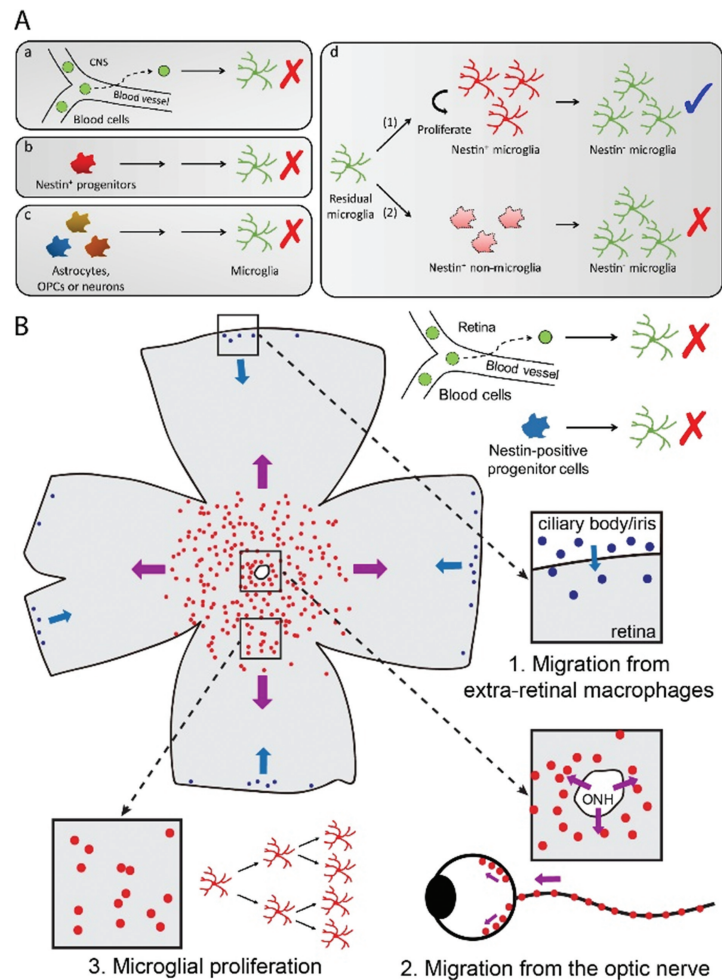 A
a
CNS
Blood vessel
Blood cells
b
Nestin⁺ progenitors
c
Astrocytes,
OPCs or neurons
Microglia
d
Residual
microglia
(1)
Proliferate
Nestin⁺ microglia
Nestin⁻ microglia
(2)
Nestin⁺ non-microglia
Nestin⁻ microglia
B
Retina
Blood vessel
Blood cells
Nestin-positive
progenitor cells
ciliary body/iris
retina
1. Migration from
extra-retinal macrophages
ONH
2. Migration from the optic nerve
3. Microglial proliferation